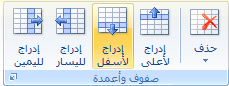 حذف
إدراج لأعلى
إدراج لأسفل
إدراج لليسار
إدراج لليمين
صفوف وأعمدة